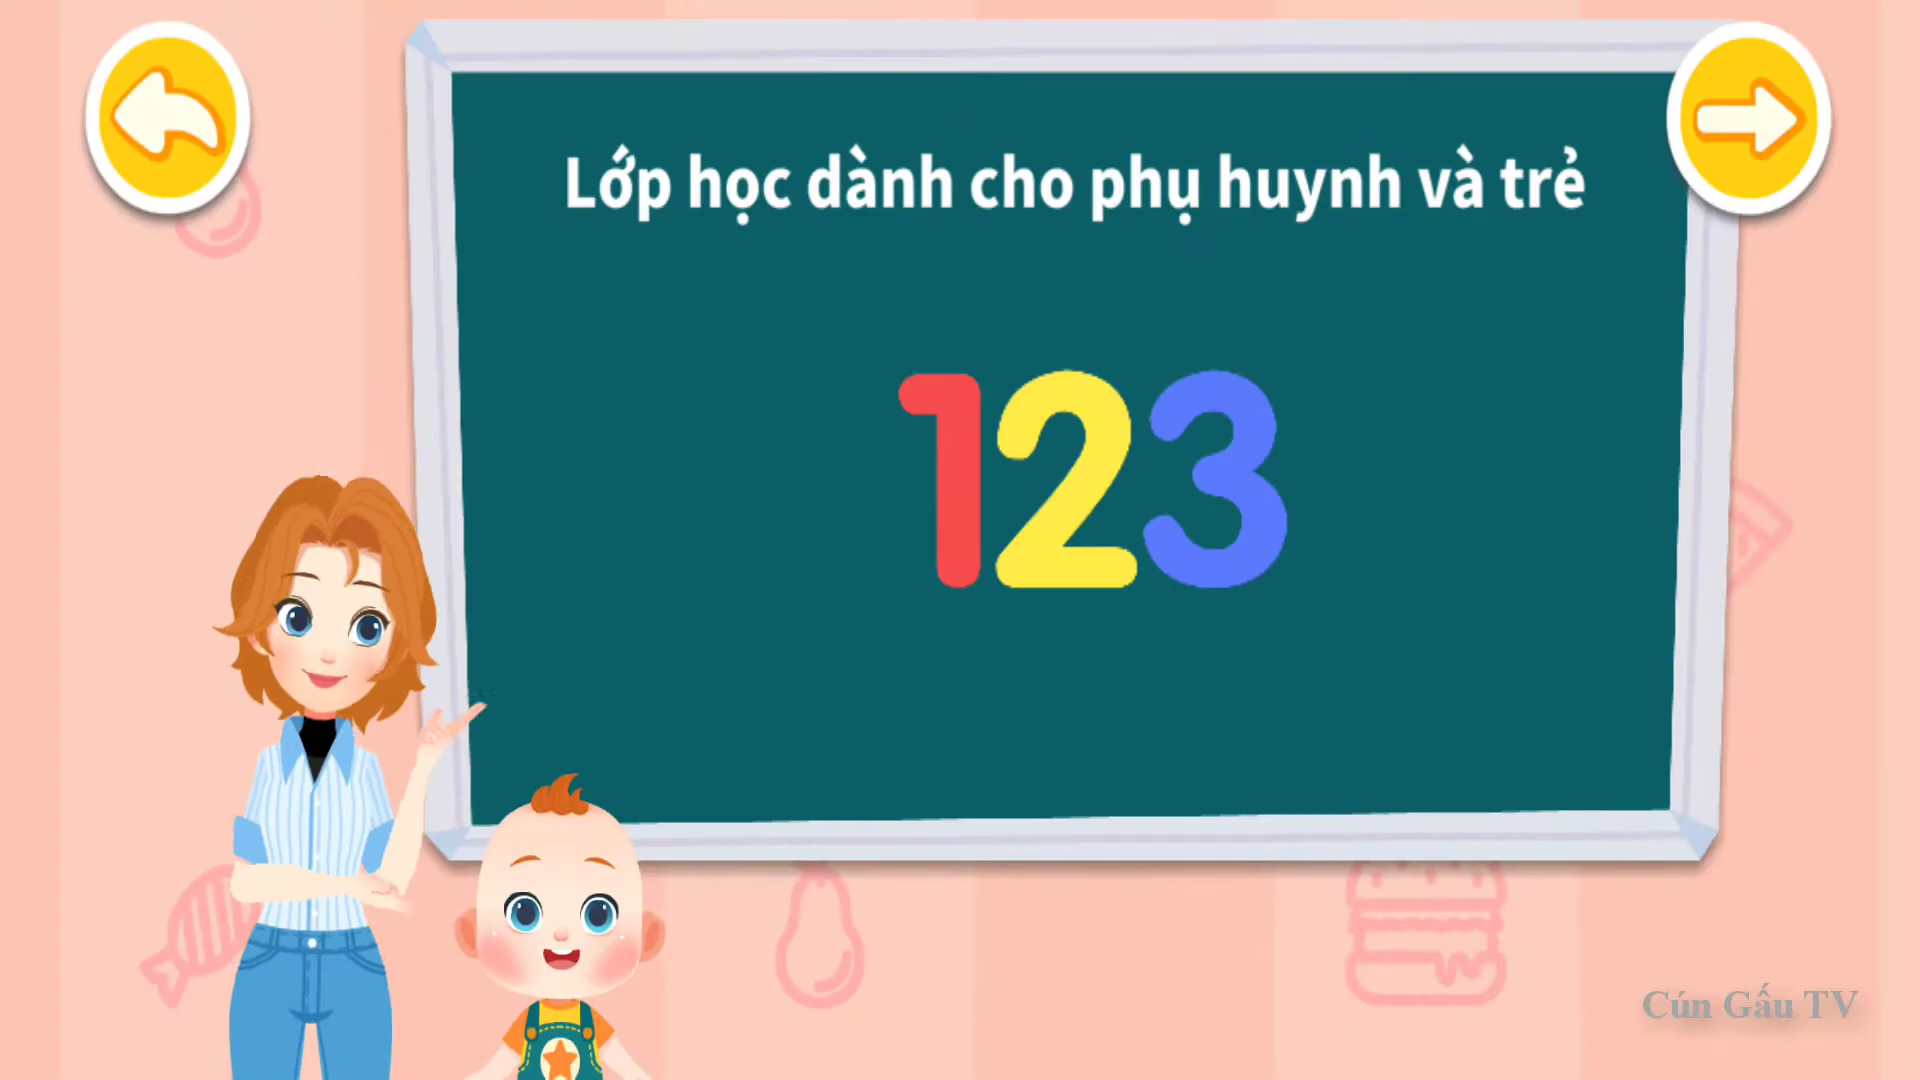 Lớp học dành cho phụ huynh và trẻ
123
Cún Gấu TV